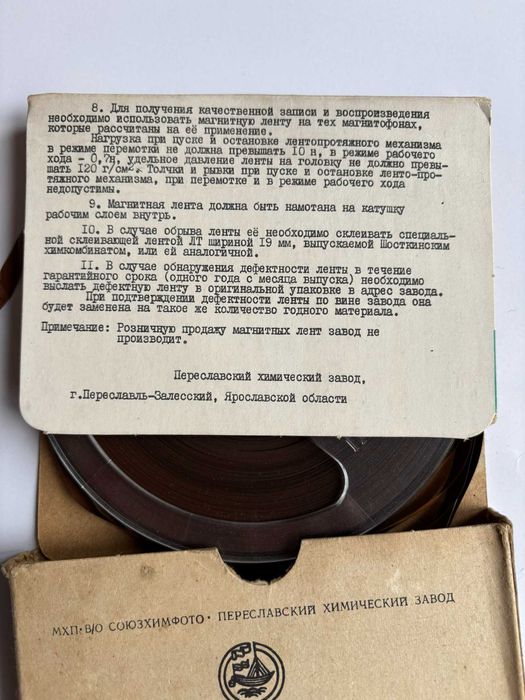 8. Для получения качественной записи и воспроизведения
необходимо использовать магнитную ленту на тех магнитофонах,
которые рассчитаны на её применение.
Нагрузка при пуске и остановке лентопротяжного механизма
в режиме перемотки не должна превышать 10 н, в режиме рабочего
хода - 0,7н, удельное давление ленты на головку не должно превы-
шать 120 г/см². Толчки и рывки при пуске и остановке ленто-про-
тяжного механизма, при перемотке и в режиме рабочего хода
недопустимы.
9. Магнитная лента должна быть намотана на катушку
рабочим слоем внутрь.
10. В случае обрыва ленты её необходимо склеивать специаль-
ной склеивающей лентой ЛТ шириной 19 мм, выпускаемой Шосткинским
химкомбинатом, или ей аналогичной.
11. В случае обнаружения дефектности ленты в течение
гарантийного срока (одного года с месяца выпуска) необходимо
выслать дефектную ленту в оригинальной упаковке в адрес завода.
При подтверждении дефектности ленты по вине завода она
будет заменена на такое же количество годного материала.
Примечание: Розничную продажу магнитных лент завод не
производит.
Переславский химический завод,
г.Переславль-Залесский, Ярославской области
МХП·В/О СОЮЗХИМФОТО · ПЕРЕСЛАВСКИЙ ХИМИЧЕСКИЙ ЗАВОД